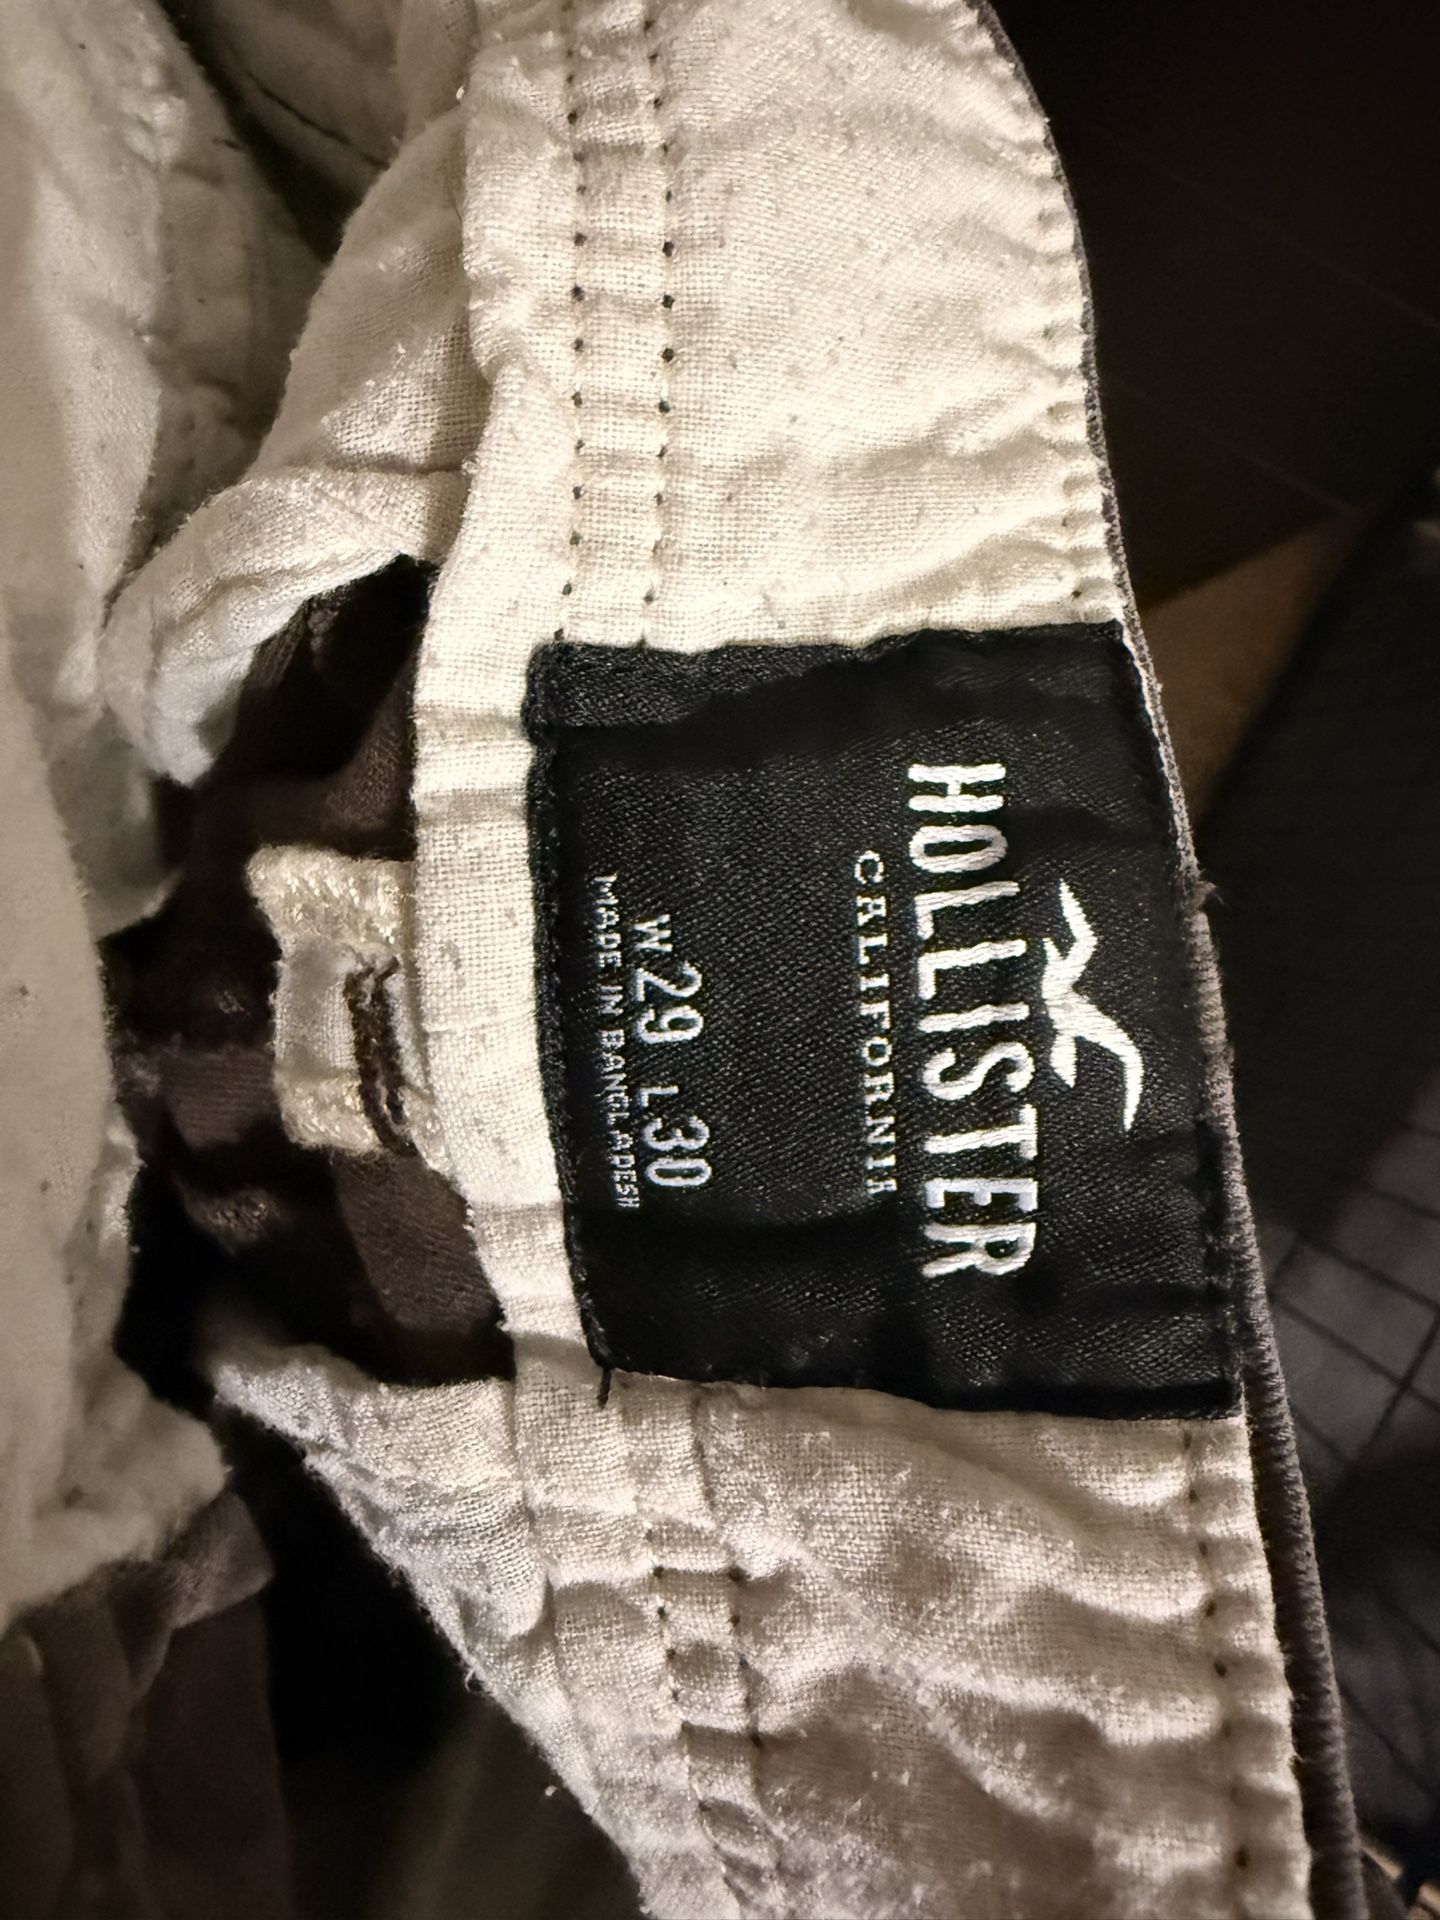 HOLLISTER
CALIFORNIA
W 29 L 30
MADE IN BANGLADESH